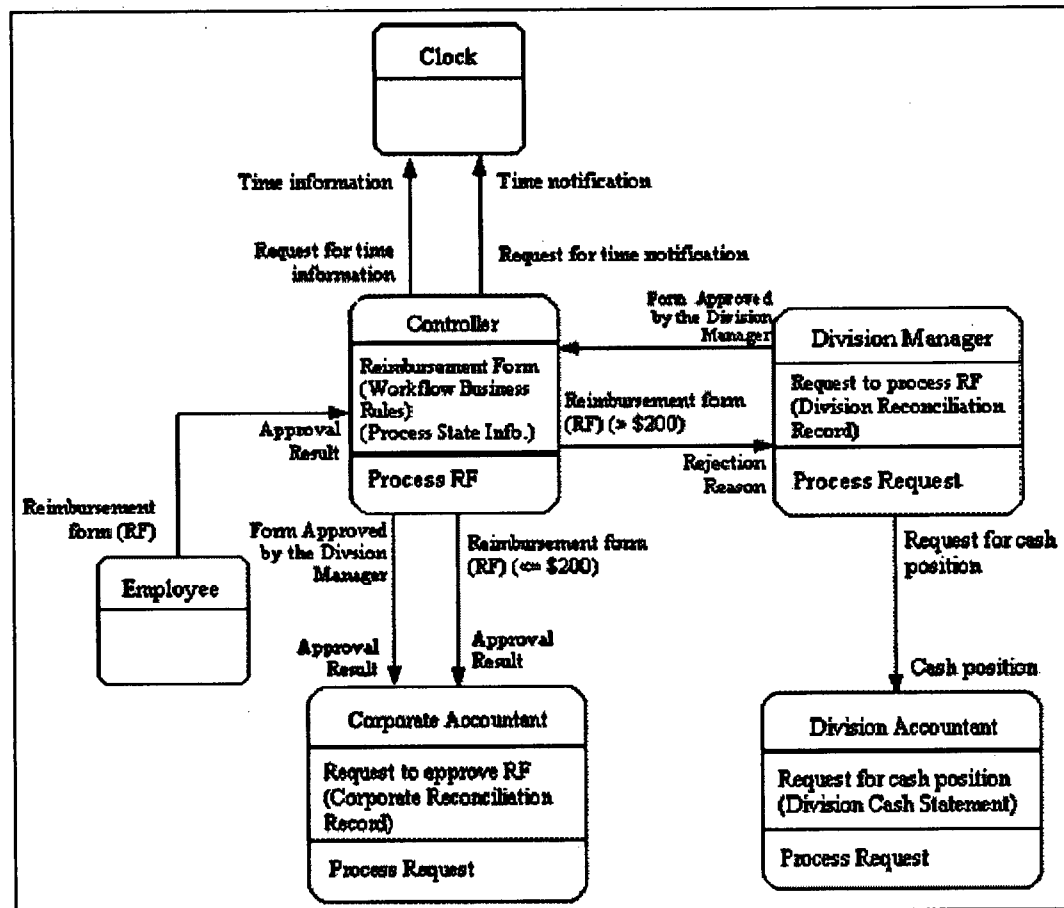 Clock
Time information
Time notification
Request for time
information
Request for time notification
Controller
Reimbursement Form
(Workflow Business
Rules)
(Process State Info.)
Process RF
Form Approved
by the Division
Manager
Division Manager
Request to process RF
(Division Reconciliation
Record)
Process Request
Reimbursement form
(RF) (> $200)
Rejection
Reason
Approval
Result
Reimbursement
form (RF)
Employee
Form Approved
by the Divsion
Manager
Reimbursement form
(RF) (<= $200)
Request for cash
position
Approval
Result
Approval
Result
Cash position
Corporate Accountant
Request to approve RF
(Corporate Reconciliation
Record)
Process Request
Division Accountant
Request for cash position
(Division Cash Statement)
Process Request